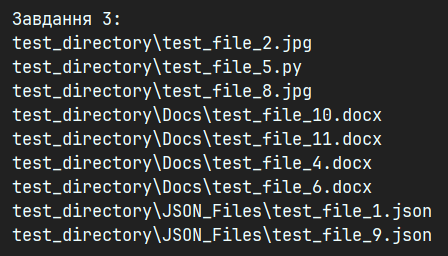 Завдання 3:
test_directory\test_file_2.jpg
test_directory\test_file_5.py
test_directory\test_file_8.jpg
test_directory\Docs\test_file_10.docx
test_directory\Docs\test_file_11.docx
test_directory\Docs\test_file_4.docx
test_directory\Docs\test_file_6.docx
test_directory\JSON_Files\test_file_1.json
test_directory\JSON_Files\test_file_9.json